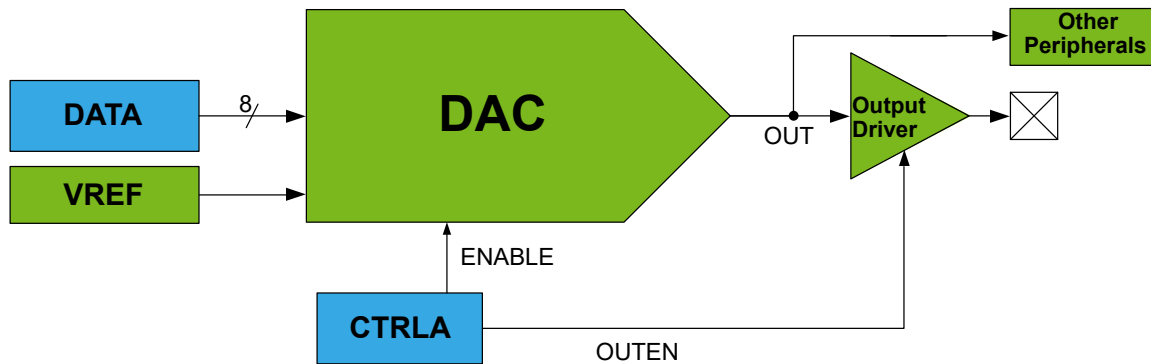 Other
Peripherals
DATA
8
DAC
Output
Driver
OUT
VREF
ENABLE
CTRLA
OUTEN